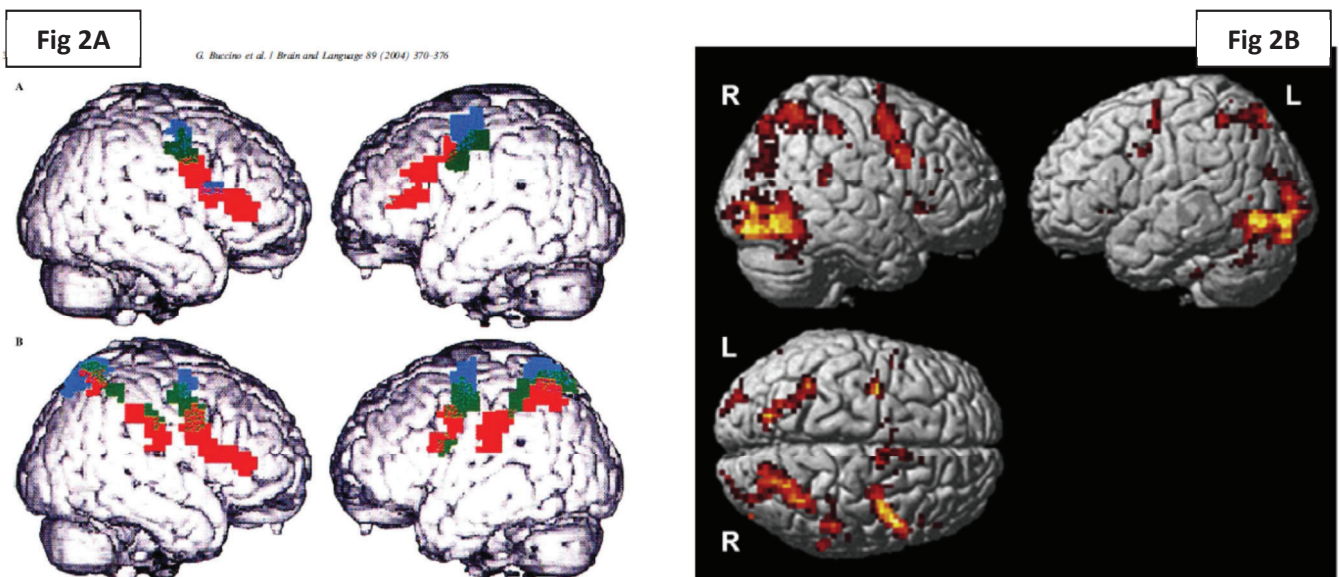 Fig 2A
G. Buccino et al. / Brain and Language 89 (2004) 370–376
A
B
Fig 2B
R
L
L
R